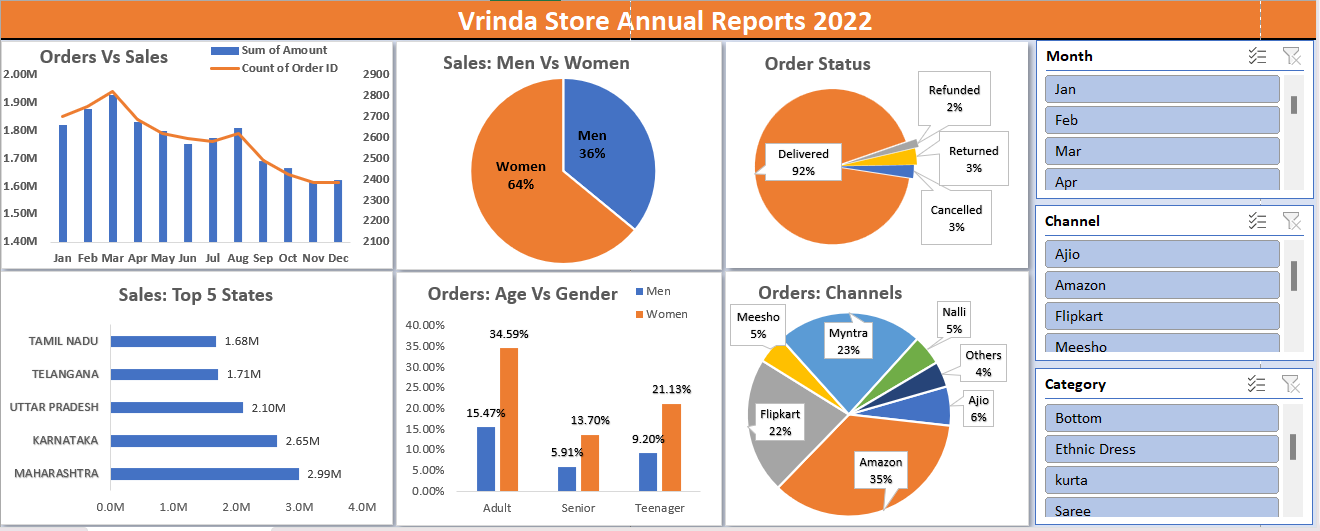 Vrinda Store Annual Reports 2022
Orders Vs Sales
Sum of Amount
Count of Order ID
2.00M
1.90M
1.80M
1.70M
1.60M
1.50M
1.40M
2900
2800
2700
2600
2500
2400
2300
2200
2100
Jan Feb Mar Apr May Jun Jul Aug Sep Oct Nov Dec
Sales: Men Vs Women
Men
36%
Women
64%
Order Status
Refunded
2%
Returned
3%
Delivered
92%
Cancelled
3%
Month
Jan
Feb
Mar
Apr
Channel
Ajio
Amazon
Flipkart
Meesho
Category
Bottom
Ethnic Dress
kurta
Saree
Sales: Top 5 States
TAMIL NADU 1.68M
TELANGANA 1.71M
UTTAR PRADESH 2.10M
KARNATAKA 2.65M
MAHARASHTRA 2.99M
0.0M 1.0M 2.0M 3.0M 4.0M
Orders: Age Vs Gender
Men
Women
40.00%
35.00%
30.00%
25.00%
20.00%
15.00%
10.00%
5.00%
0.00%
15.47% 34.59%
5.91% 13.70%
9.20% 21.13%
Adult Senior Teenager
Orders: Channels
Meesho
5%
Myntra
23%
Nalli
5%
Others
4%
Ajio
6%
Flipkart
22%
Amazon
35%